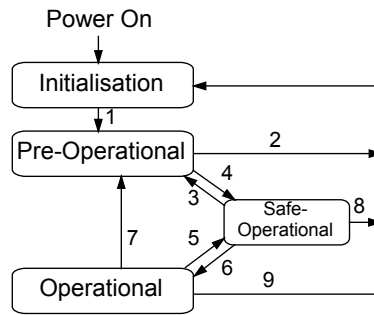 Power On
Initialisation
1
Pre-Operational
2
4
3
Safe-
Operational
8
7
5
6
Operational
9